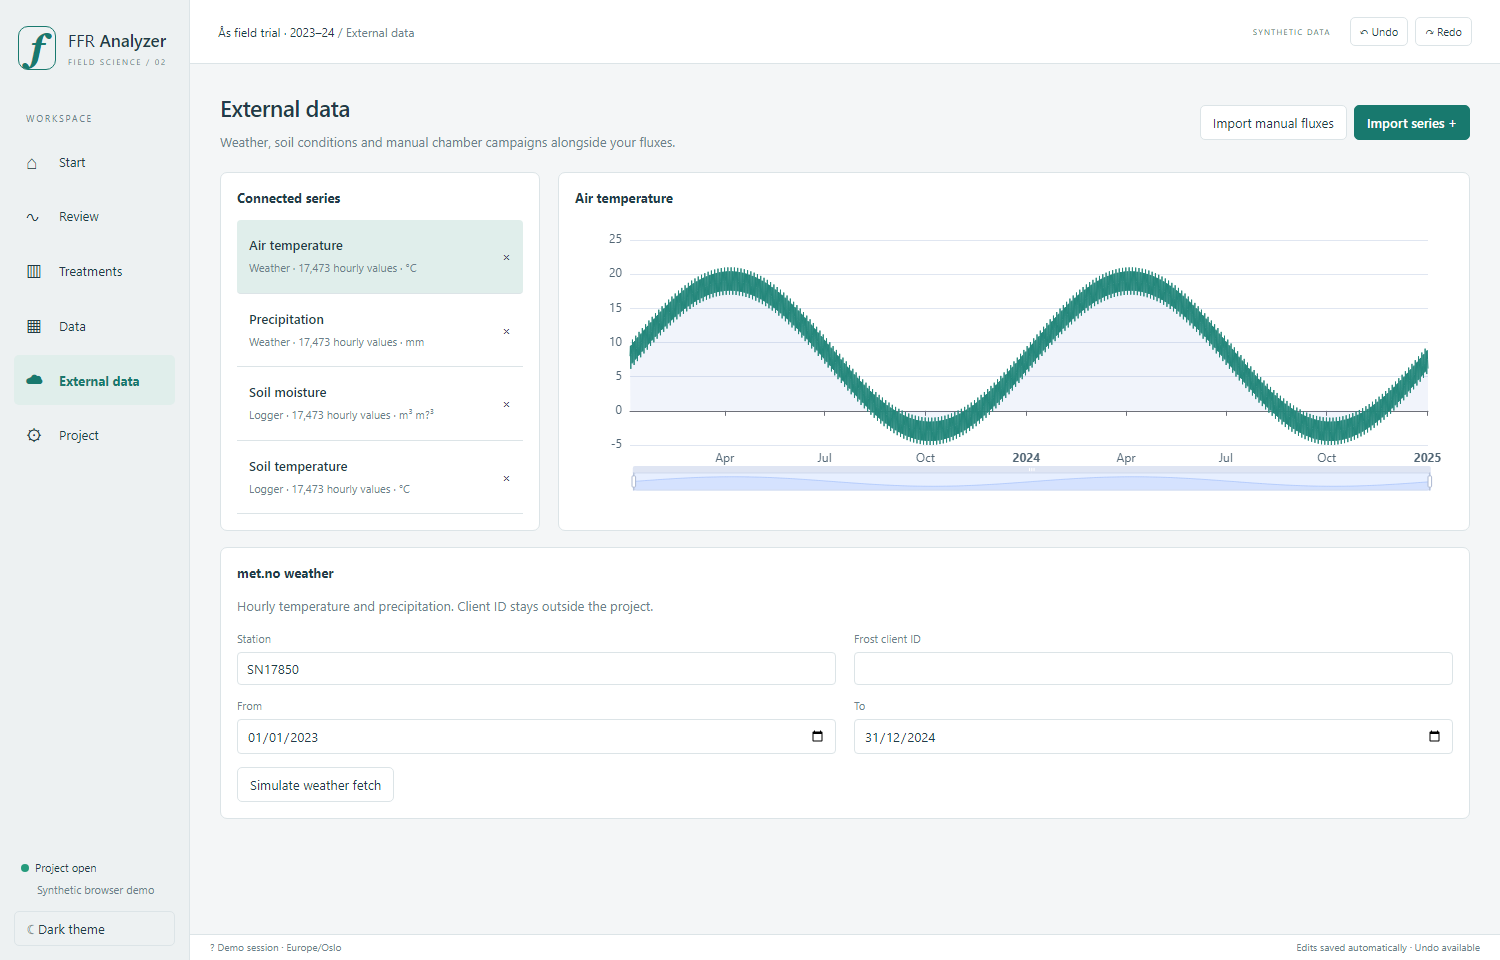 FFR Analyzer
FIELD SCIENCE / 02
WORKSPACE
Start
Review
Treatments
Data
External data
Project
Project open
Synthetic browser demo
☾ Dark theme
Ås field trial · 2023–24 / External data
SYNTHETIC DATA
↶ Undo
↷ Redo
External data
Weather, soil conditions and manual chamber campaigns alongside your fluxes.
Import manual fluxes
Import series +
Connected series
Air temperature
Weather · 17,473 hourly values · °C
×
Precipitation
Weather · 17,473 hourly values · mm
×
Soil moisture
Logger · 17,473 hourly values · m³ m?³
×
Soil temperature
Logger · 17,473 hourly values · °C
×
Air temperature
25
20
15
10
5
0
-5
Apr Jul Oct 2024 Apr Jul Oct 2025
met.no weather
Hourly temperature and precipitation. Client ID stays outside the project.
Station
SN17850
Frost client ID
From
01/01/2023
To
31/12/2024
Simulate weather fetch
? Demo session · Europe/Oslo
Edits saved automatically · Undo available